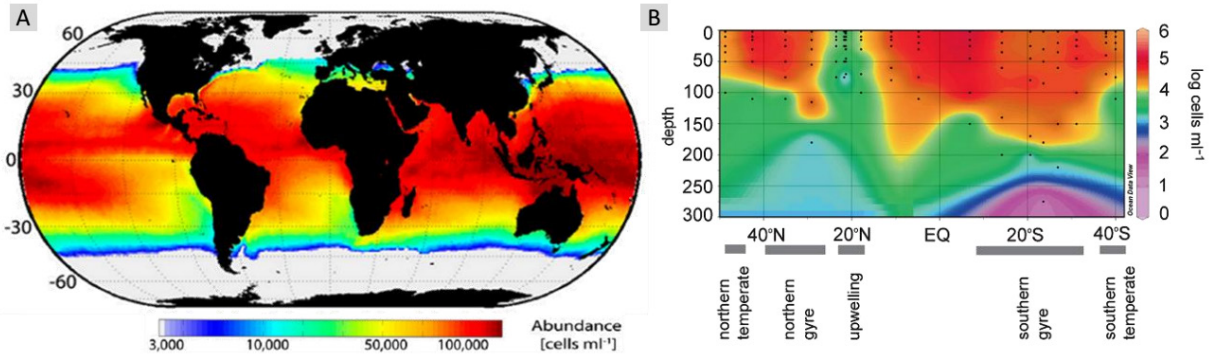 A
60
30
0
-30
-60
3,000
10,000
50,000
100,000
Abundance
[cells ml⁻¹]
B
0
50
100
150
200
250
300
depth
40°N
20°N
EQ
20°S
40°S
northern
temperate
northern
gyre
upwelling
southern
gyre
southern
temperate
Ocean Data View
6
5
4
3
2
1
0
log cells ml⁻¹